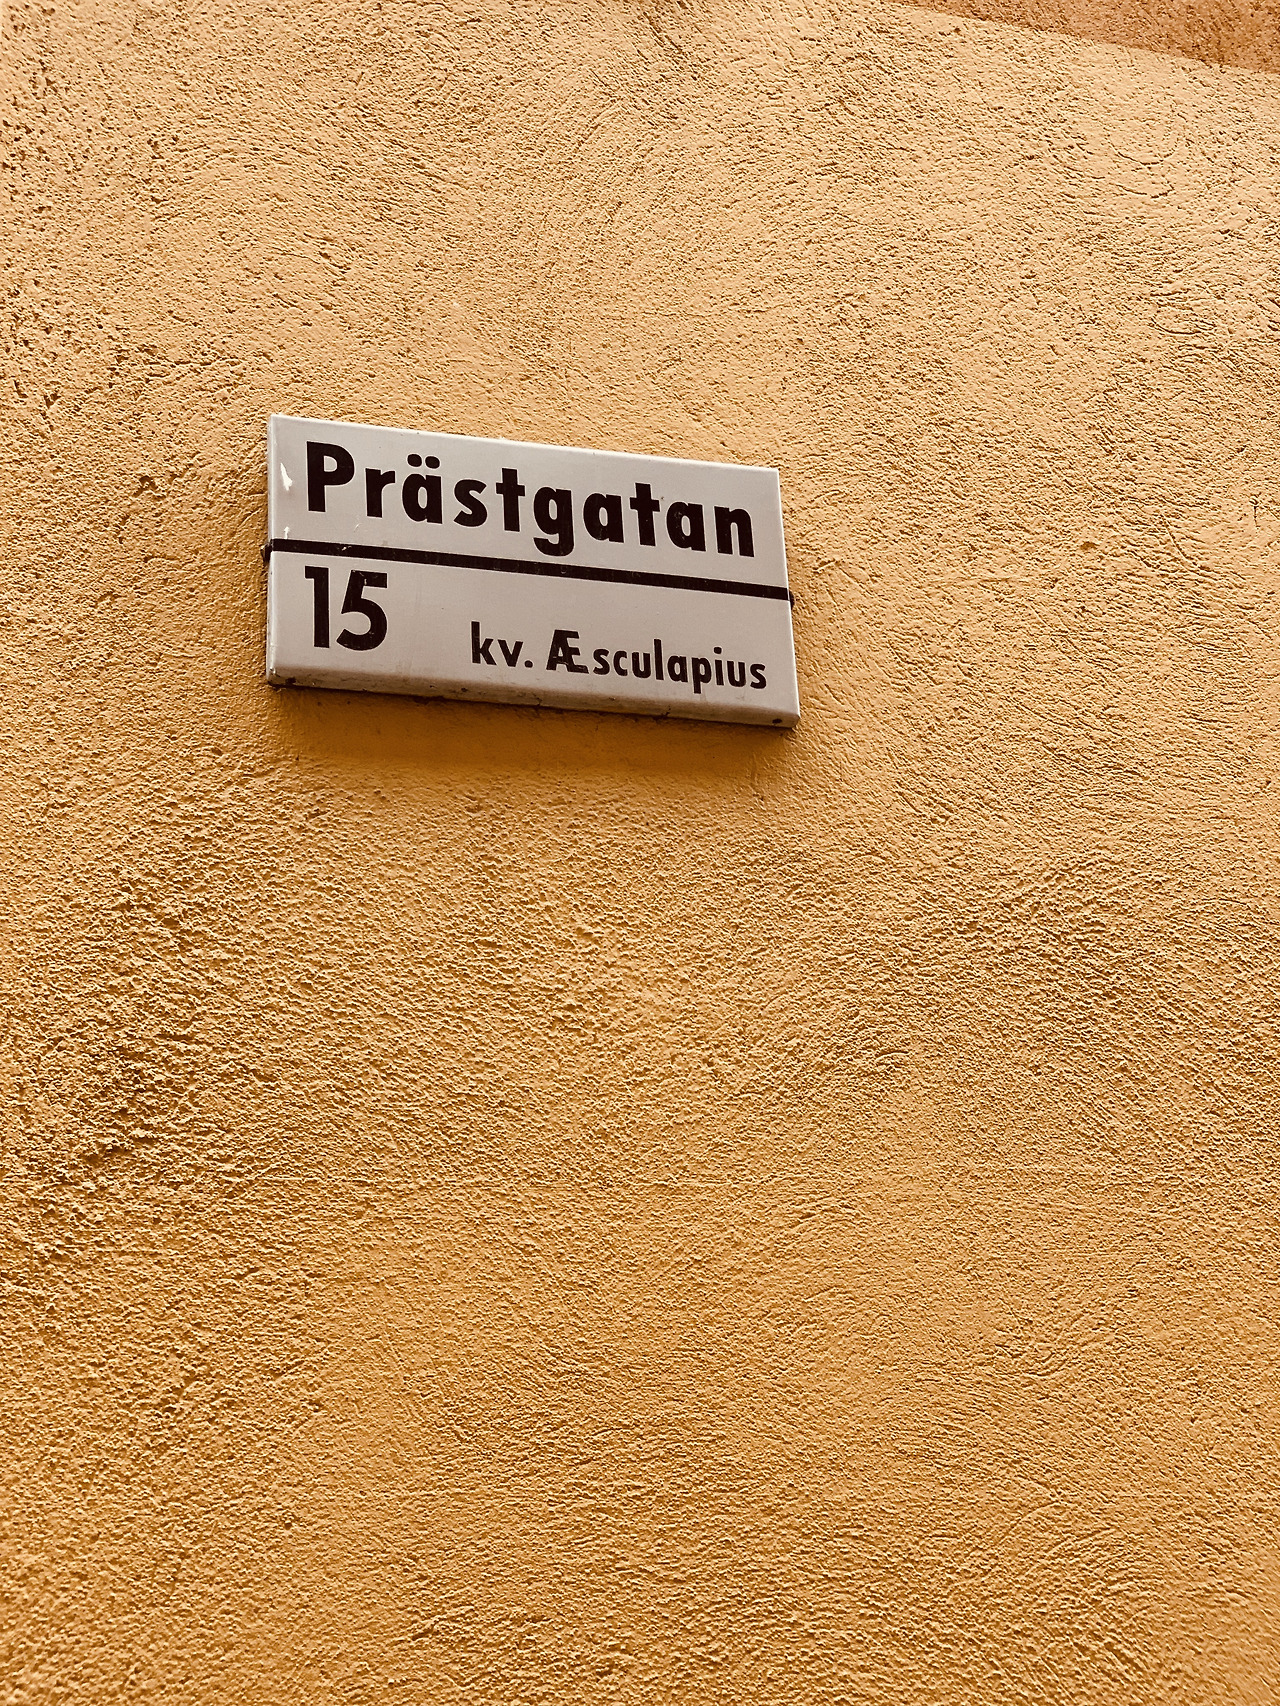 Prästgatan
15 kv. Æsculapius